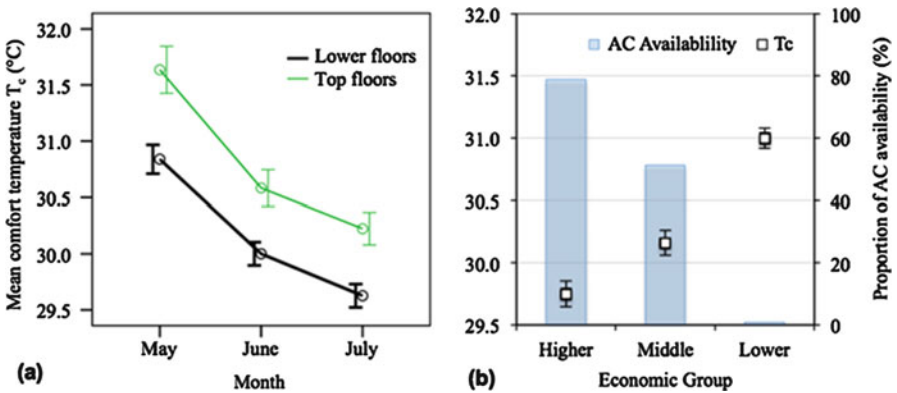 Mean comfort temperature Tc (°C)
32.0
31.5
31.0
30.5
30.0
29.5
Lower floors
Top floors
May June July
Month
(a)
32.0
31.5
31.0
30.5
30.0
29.5
AC Availablility Tc
100
80
60
40
20
0
Proportion of AC availability (%)
Higher Middle Lower
Economic Group
(b)